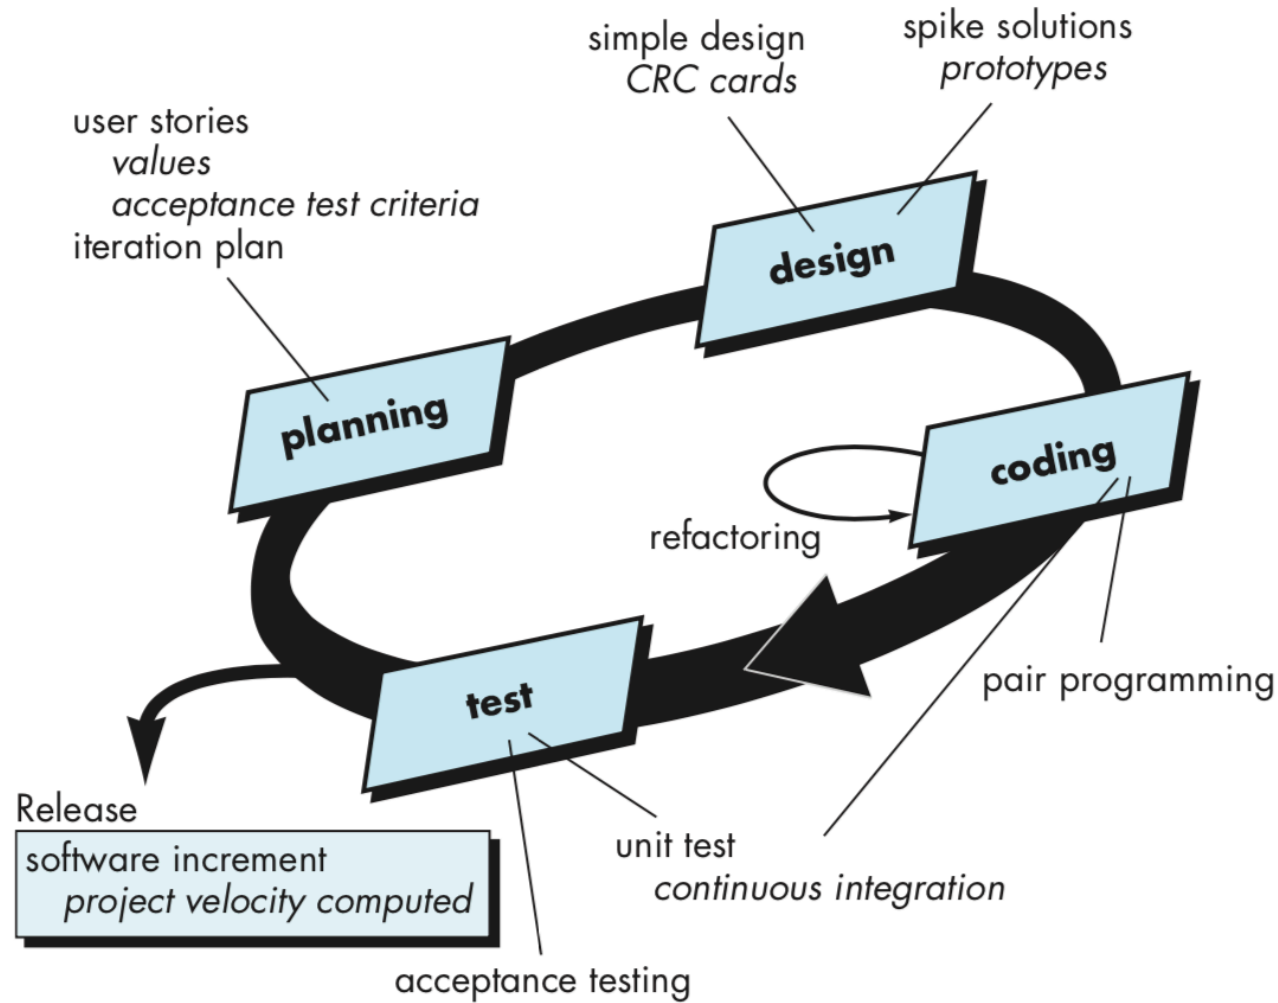 simple design
CRC cards
spike solutions
prototypes
user stories
values
acceptance test criteria
iteration plan
design
planning
coding
refactoring
test
pair programming
Release
software increment
project velocity computed
unit test
continuous integration
acceptance testing